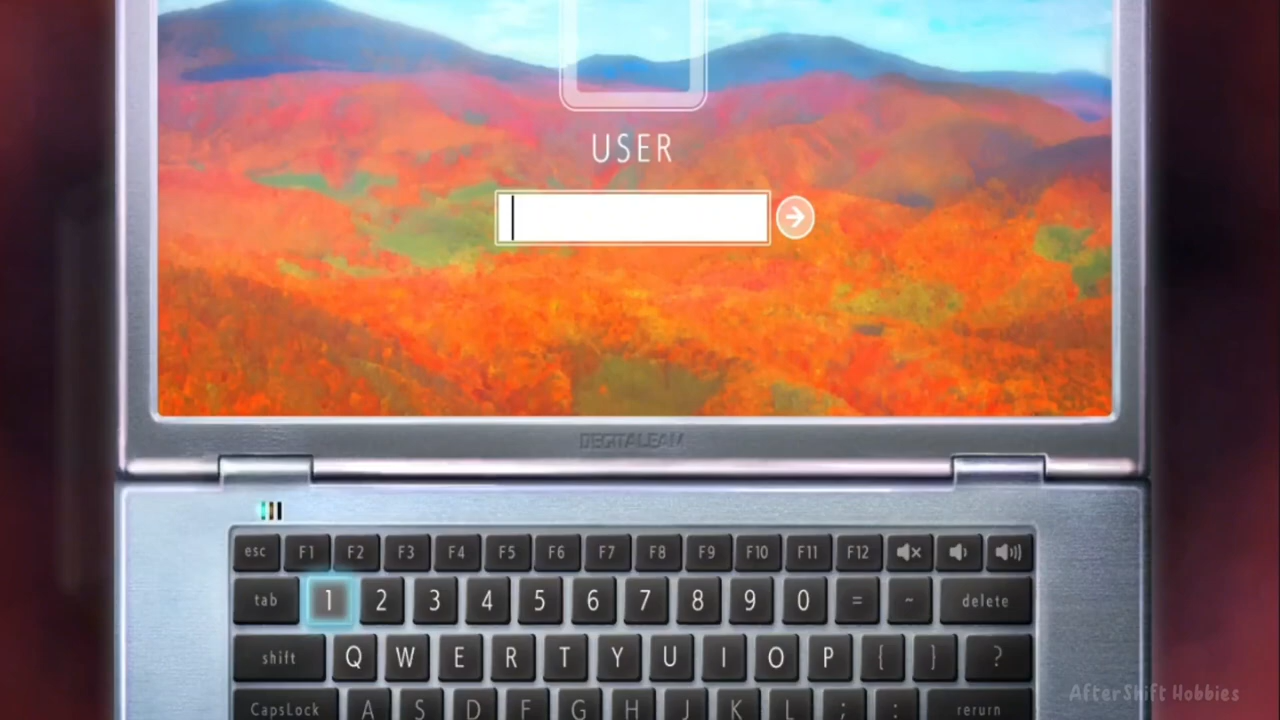 USER
DEGITALEAM
esc F1 F2 F3 F4 F5 F6 F7 F8 F9 F10 F11 F12
tab 1 2 3 4 5 6 7 8 9 0 = ~ delete
shift Q W E R T Y U I O P { } ?
CapsLock A S D F G H J K L ; : rerurn
AfterShift Hobbies